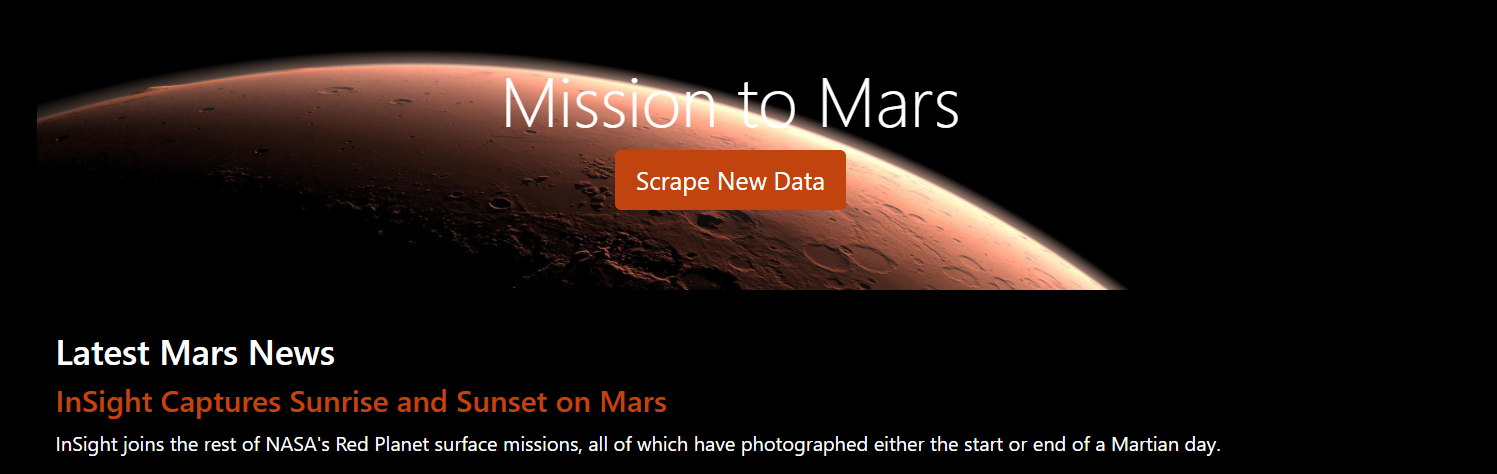 Mission to Mars
Scrape New Data
Latest Mars News
InSight Captures Sunrise and Sunset on Mars
InSight joins the rest of NASA's Red Planet surface missions, all of which have photographed either the start or end of a Martian day.